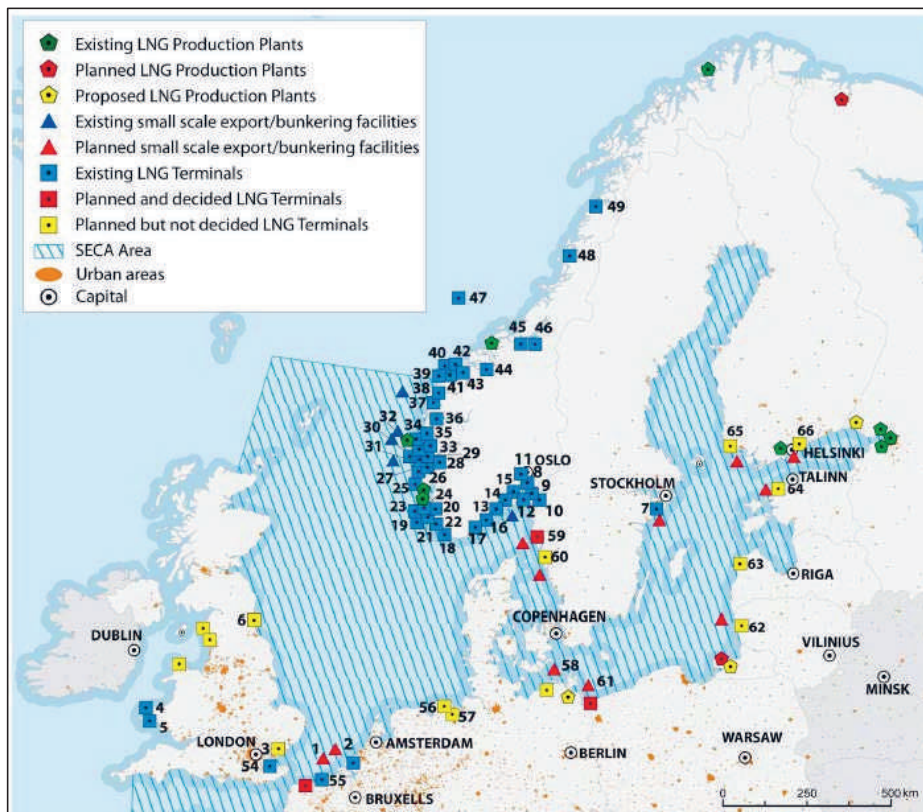 Existing LNG Production Plants
Planned LNG Production Plants
Proposed LNG Production Plants
Existing small scale export/bunkering facilities
Planned small scale export/bunkering facilities
Existing LNG Terminals
Planned and decided LNG Terminals
Planned but not decided LNG Terminals
SECA Area
Urban areas
Capital
49
48
47
45 46
40 42
39 44
43
38 41
37
36
32
30 34 35
31 33
29
28
27 26
25
24
23 20
19 22
21 18
11 OSLO
8
15 9
14
13 12 10
16
17
59
60
65 66
HELSINKI
TALINN
64
STOCKHOLM
7
63
RIGA
62
VILINIUS
MINSK
COPENHAGEN
58
61
6
DUBLIN
4
5
56
57
LONDON 3 1 2 AMSTERDAM
54
55
BRUXELLS
BERLIN
WARSAW
0 250 500 km